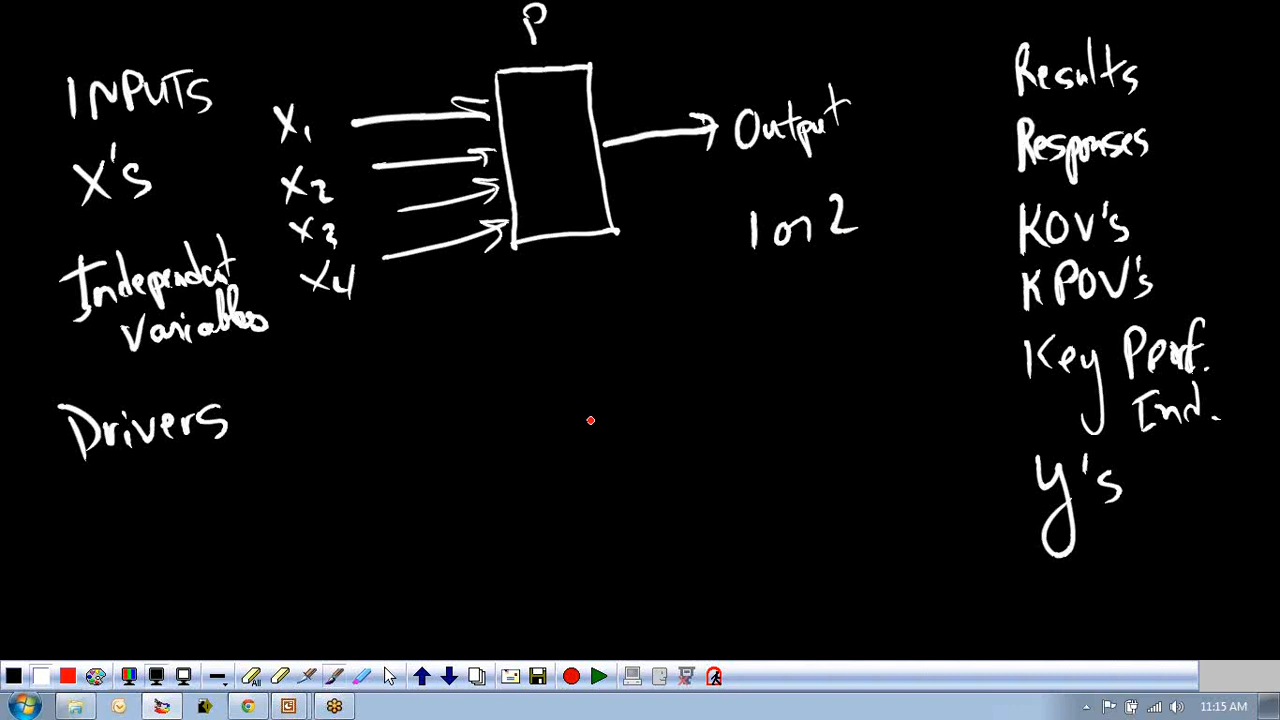 P
INPUTS
X's
Independent
Variables
Drivers
X1
X2
X3
X4
Output
1 or 2
Results
Responses
KOV's
KPOV's
Key Perf.
Ind.
Y's
All
11:15 AM